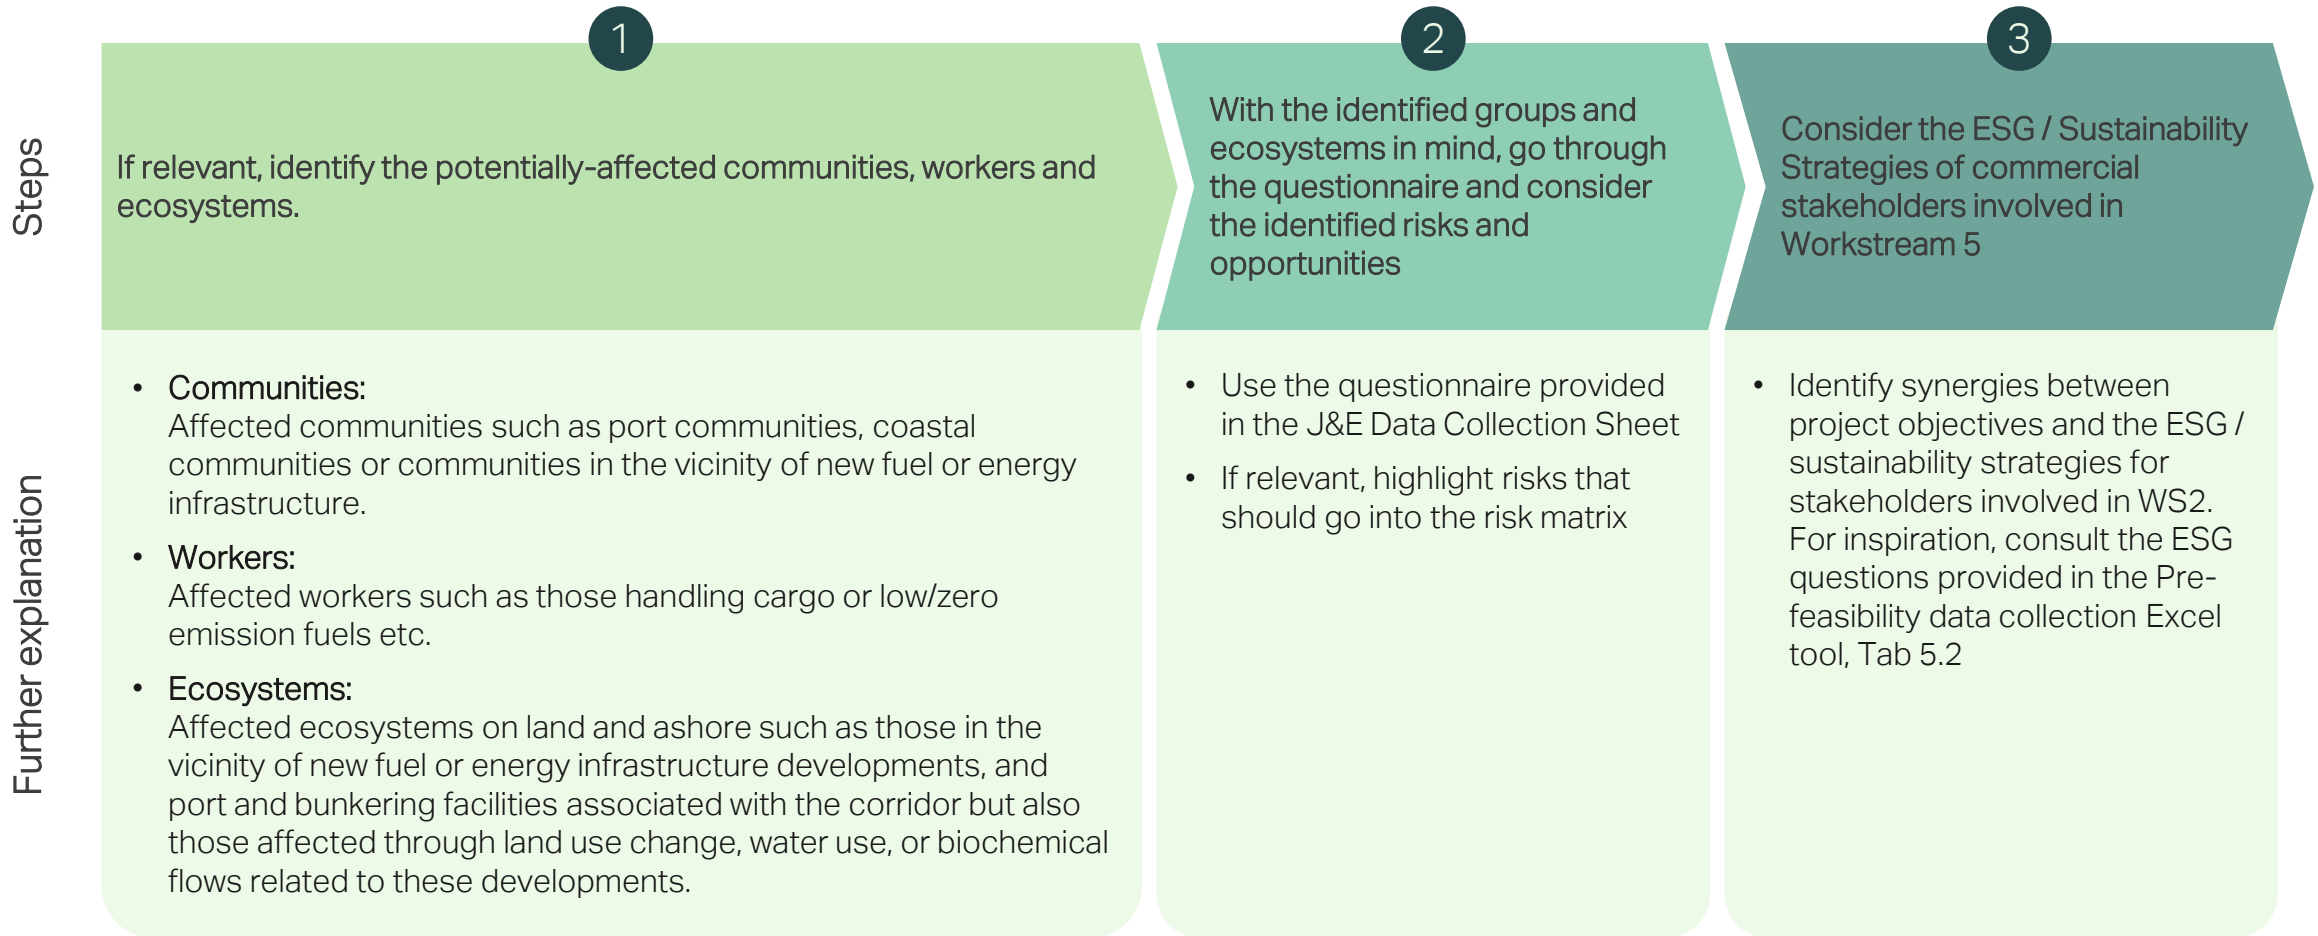 Steps
1
If relevant, identify the potentially-affected communities, workers and
ecosystems.
2
With the identified groups and
ecosystems in mind, go through
the questionnaire and consider
the identified risks and
opportunities
3
Consider the ESG / Sustainability
Strategies of commercial
stakeholders involved in
Workstream 5
Further explanation
• Communities:
Affected communities such as port communities, coastal
communities or communities in the vicinity of new fuel or energy
infrastructure.
• Workers:
Affected workers such as those handling cargo or low/zero
emission fuels etc.
• Ecosystems:
Affected ecosystems on land and ashore such as those in the
vicinity of new fuel or energy infrastructure developments, and
port and bunkering facilities associated with the corridor but also
those affected through land use change, water use, or biochemical
flows related to these developments.
• Use the questionnaire provided
in the J&E Data Collection Sheet
• If relevant, highlight risks that
should go into the risk matrix
• Identify synergies between
project objectives and the ESG /
sustainability strategies for
stakeholders involved in WS2.
For inspiration, consult the ESG
questions provided in the Pre-
feasibility data collection Excel
tool, Tab 5.2